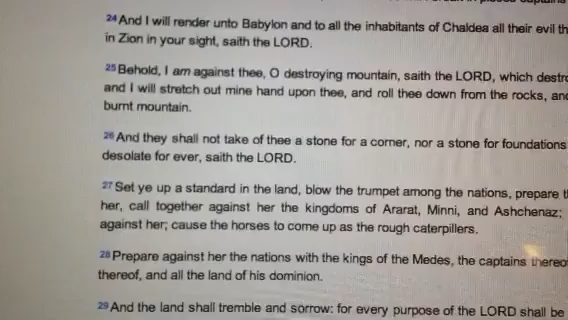 24 And I will render unto Babylon and to all the inhabitants of Chaldea all their evil
in Zion in your sight, saith the LORD.
25 Behold, I am against thee, O destroying mountain, saith the LORD, which
and I will stretch out mine hand upon thee, and roll thee down from the rocks,
burnt mountain.
26 And they shall not take of thee a stone for a corner, nor a stone for foundations
desolate for ever, saith the LORD.
27 Set ye up a standard in the land, blow the trumpet among the nations, prepare
her, call together against her the kingdoms of Ararat, Minni, and Ashchenaz;
against her; cause the horses to come up as the rough caterpillers.
28 Prepare against her the nations with the kings of the Medes, the captains
thereof, and all the land of his dominion.
29 And the land shall tremble and sorrow: for every purpose of the LORD shall be